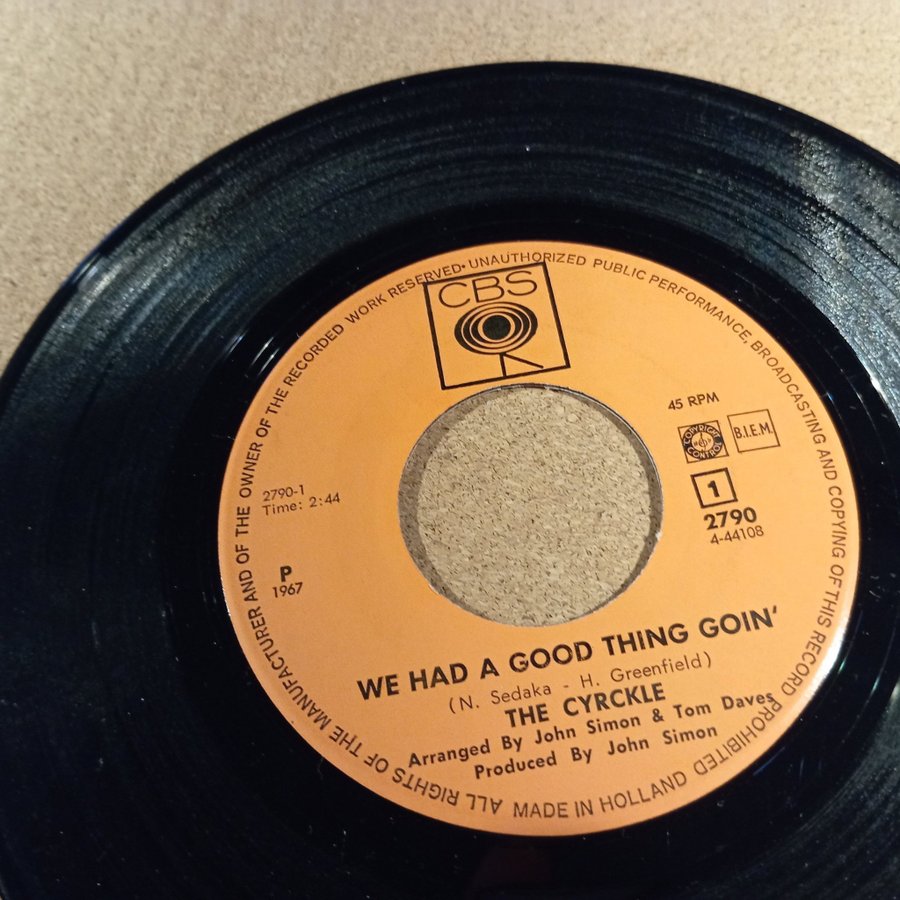 ALL RIGHTS OF THE MANUFACTURER AND OF THE OWNER OF THE RECORDED WORK RESERVED · UNAUTHORIZED PUBLIC PERFORMANCE, BROADCASTING AND COPYING OF THIS RECORD PROHIBITED
MADE IN HOLLAND
CBS
45 RPM
COPYRIGHT CONTROL
B.I.E.M.
1
2790
4-44108
2790-1
Time: 2:44
P
1967
WE HAD A GOOD THING GOIN'
(N. Sedaka - H. Greenfield)
THE CYRCKLE
Arranged By John Simon & Tom Daves
Produced By John Simon